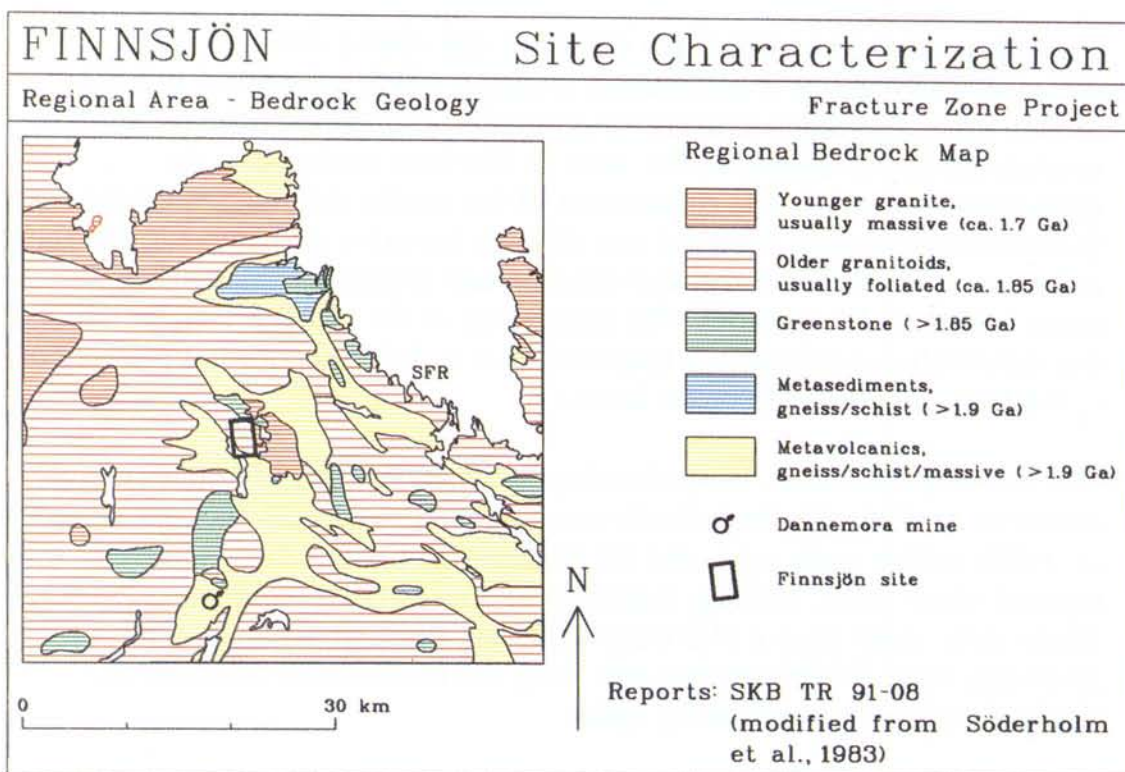 FINNSJÖN Site Characterization
Regional Area - Bedrock Geology Fracture Zone Project
Regional Bedrock Map
Younger granite,
usually massive (ca. 1.7 Ga)
Older granitoids,
usually foliated (ca. 1.85 Ga)
Greenstone (>1.85 Ga)
Metasediments,
gneiss/schist (>1.9 Ga)
Metavolcanics,
gneiss/schist/massive (>1.9 Ga)
Dannemora mine
Finnsjön site
SFR
N
0 30 km
Reports: SKB TR 91-08
(modified from Söderholm
et al., 1983)